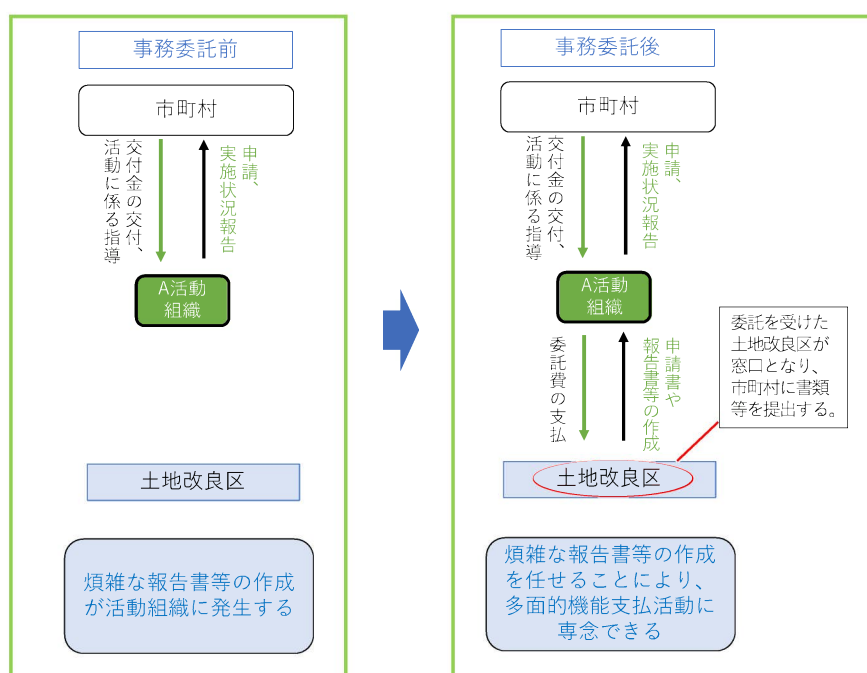 事務委託前
市町村
交付金の交付、
活動に係る指導
申請、
実施状況報告
A活動
組織
土地改良区
煩雑な報告書等の作成
が活動組織に発生する
事務委託後
市町村
交付金の交付、
活動に係る指導
申請、
実施状況報告
A活動
組織
委託費の支払
申請書や
報告書等の作成
委託を受けた
土地改良区が
窓口となり、
市町村に書類
等を提出する。
土地改良区
煩雑な報告書等の作成
を任せることにより、
多面的機能支払活動に
専念できる